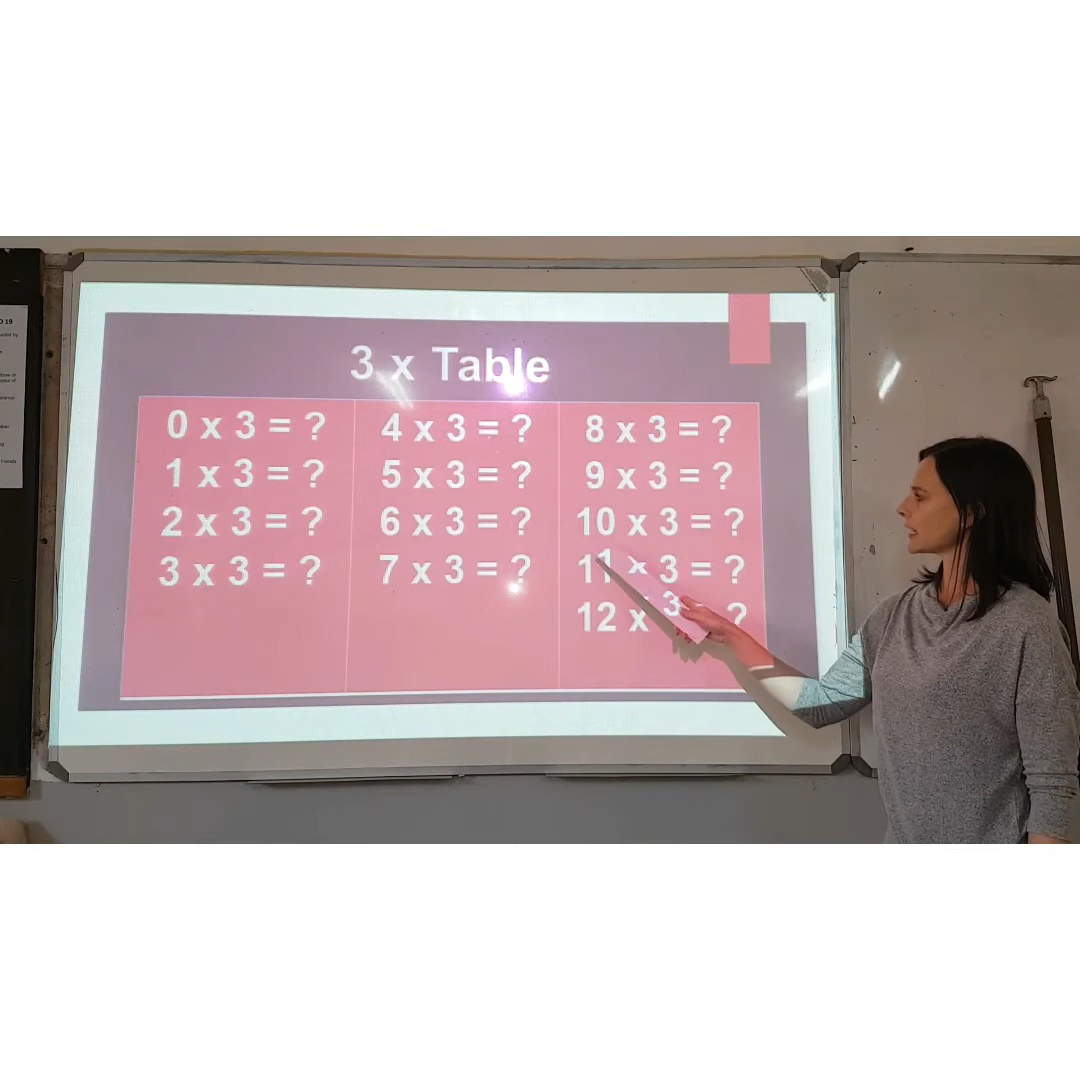 3 x Table
0 x 3 = ?
1 x 3 = ?
2 x 3 = ?
3 x 3 = ?
4 x 3 = ?
5 x 3 = ?
6 x 3 = ?
7 x 3 = ?
8 x 3 = ?
9 x 3 = ?
10 x 3 = ?
11 x 3 = ?
12 x 3 ?
19